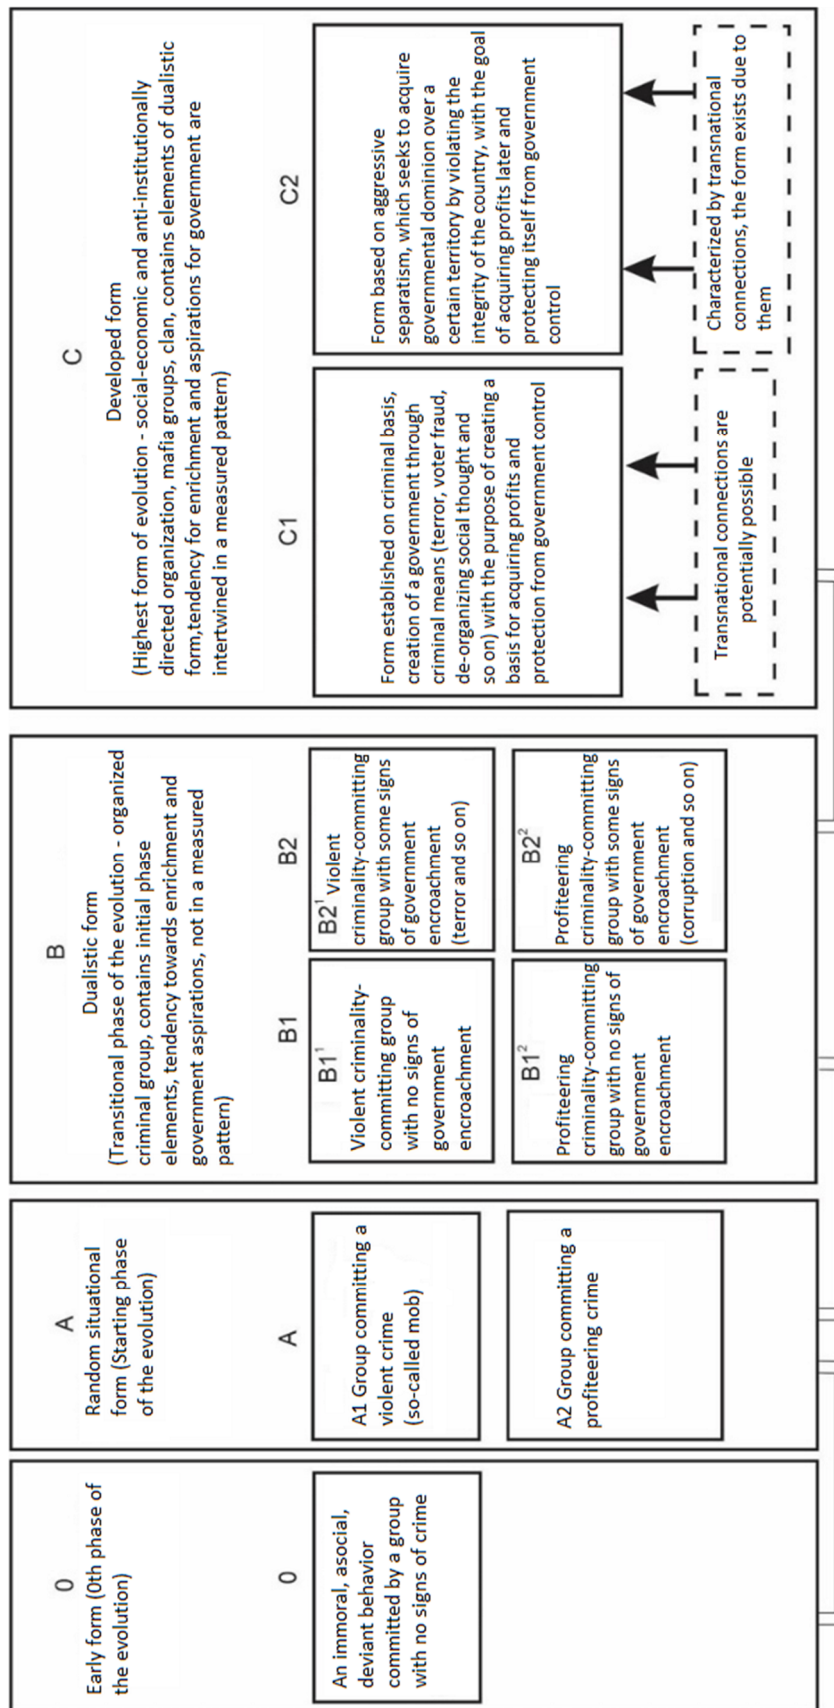 0
Early form (0th phase of
the evolution)
0
An immoral, asocial,
deviant behavior
committed by a group
with no signs of crime
A
Random situational
form (Starting phase
of the evolution)
A
A1 Group committing a
violent crime
(so-called mob)
A2 Group committing a
profiteering crime
B
Dualistic form
(Transitional phase of the evolution - organized
criminal group, contains initial phase
elements, tendency towards enrichment and
government aspirations, not in a measured
pattern)
B1
B1¹
Violent criminality-
committing group
with no signs of
government
encroachment
B1²
Profiteering
criminality-committing
group with no signs of
government
encroachment
B2
B2¹ Violent
criminality-committing
group with some signs
of government
encroachment
(terror and so on)
B2²
Profiteering
criminality-committing
group with some signs
of government
encroachment
(corruption and so on)
C
Developed form
(Highest form of evolution - social-economic and anti-institutionally
directed organization, mafia groups, clan, contains elements of dualistic
form,tendency for enrichment and aspirations for government are
intertwined in a measured pattern)
C1
Form established on criminal basis,
creation of a government through
criminal means (terror, voter fraud,
de-organizing social thought and
so on) with the purpose of creating a
basis for acquiring profits and
protection from government control
Transnational connections are
potentially possible
C2
Form based on aggressive
separatism, which seeks to acquire
governmental dominion over a
certain territory by violating the
integrity of the country, with the goal
of acquiring profits later and
protecting itself from government
control
Characterized by transnational
connections, the form exists due to
them